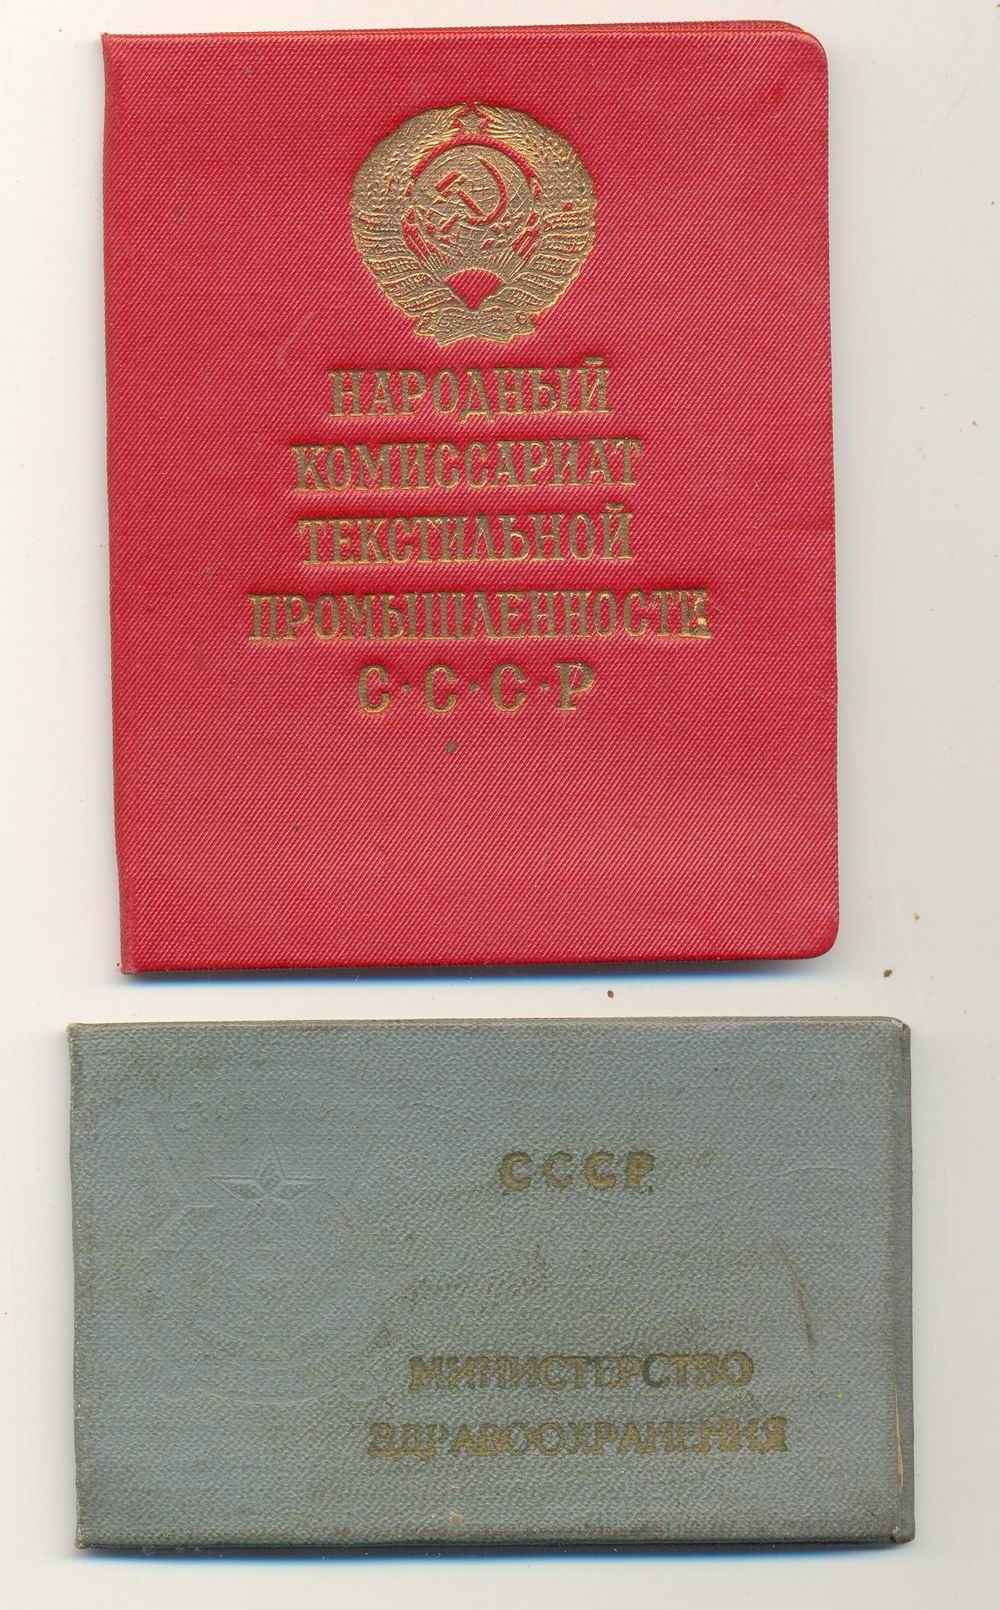 НАРОДНЫЙ
КОМИССАРИАТ
ТЕКСТИЛЬНОЙ
ПРОМЫШЛЕННОСТИ
С·С·С·Р
СССР
МИНИСТЕРСТВО
ЗДРАВООХРАНЕНИЯ